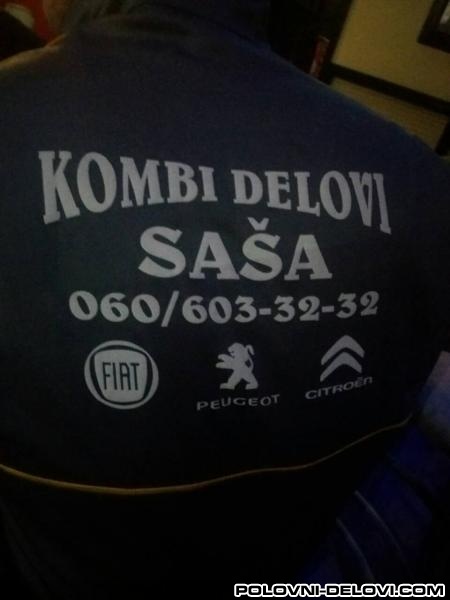 KOMBI DELOVI
SAŠA
060/603-32-32
FIAT
PEUGEOT
CITROËN
POLOVNI-DELOVI.COM